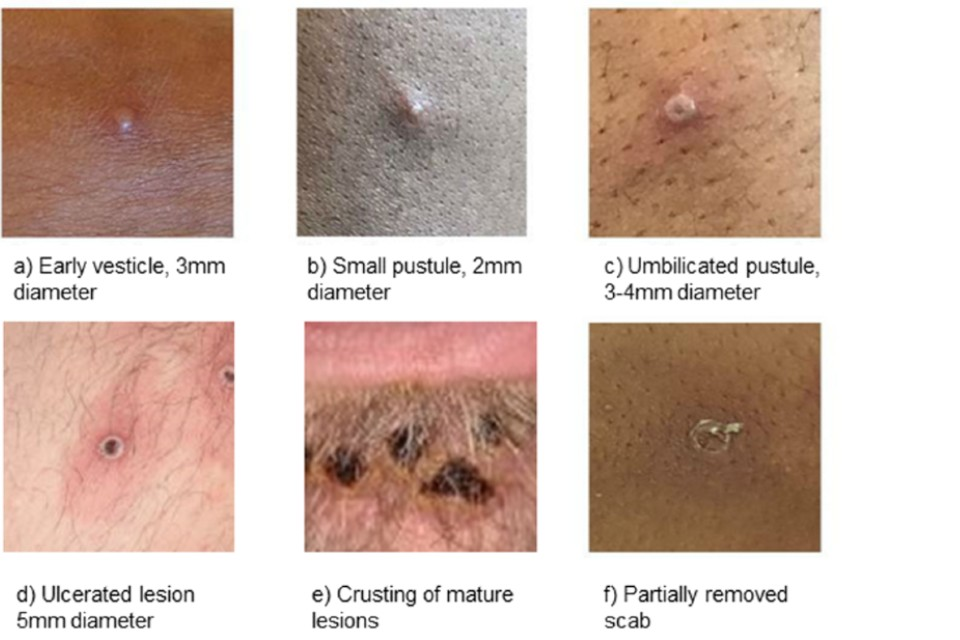 a) Early vesicle, 3mm
diameter
b) Small pustule, 2mm
diameter
c) Umbilicated pustule,
3-4mm diameter
d) Ulcerated lesion
5mm diameter
e) Crusting of mature
lesions
f) Partially removed
scab